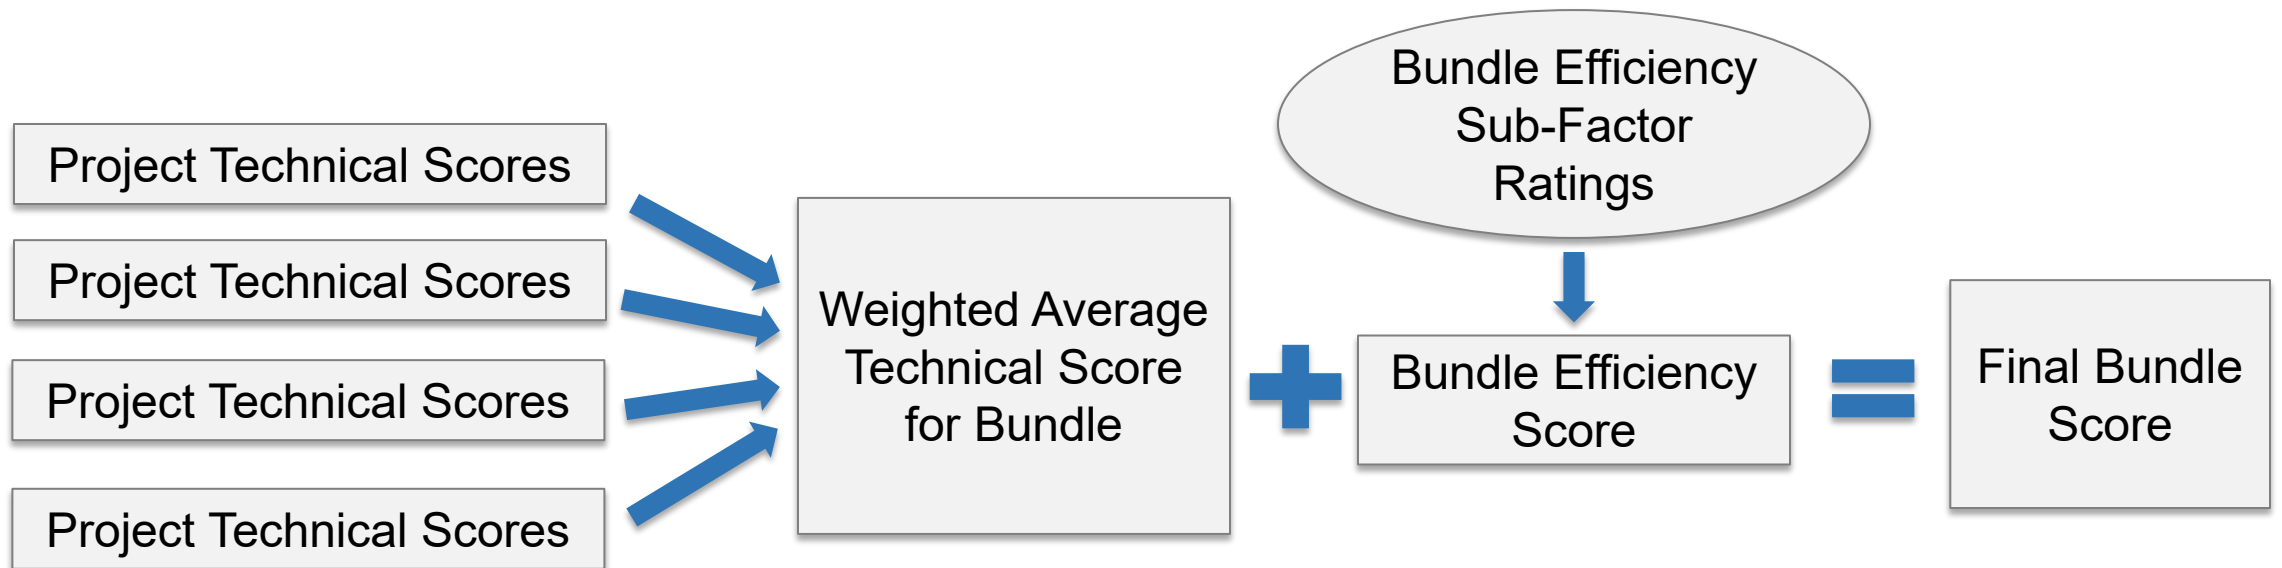 Project Technical Scores
Project Technical Scores
Project Technical Scores
Project Technical Scores
Weighted Average
Technical Score
for Bundle
Bundle Efficiency
Sub-Factor
Ratings
Bundle Efficiency
Score
Final Bundle
Score